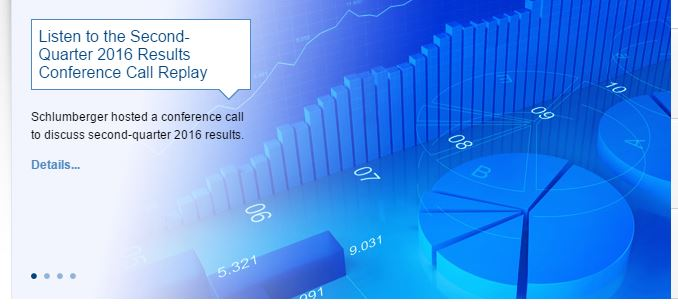 Listen to the Second-
Quarter 2016 Results
Conference Call Replay
Schlumberger hosted a conference call
to discuss second-quarter 2016 results.
Details...
10
09
08
07
06
05
A
B
E
5.321
9.031